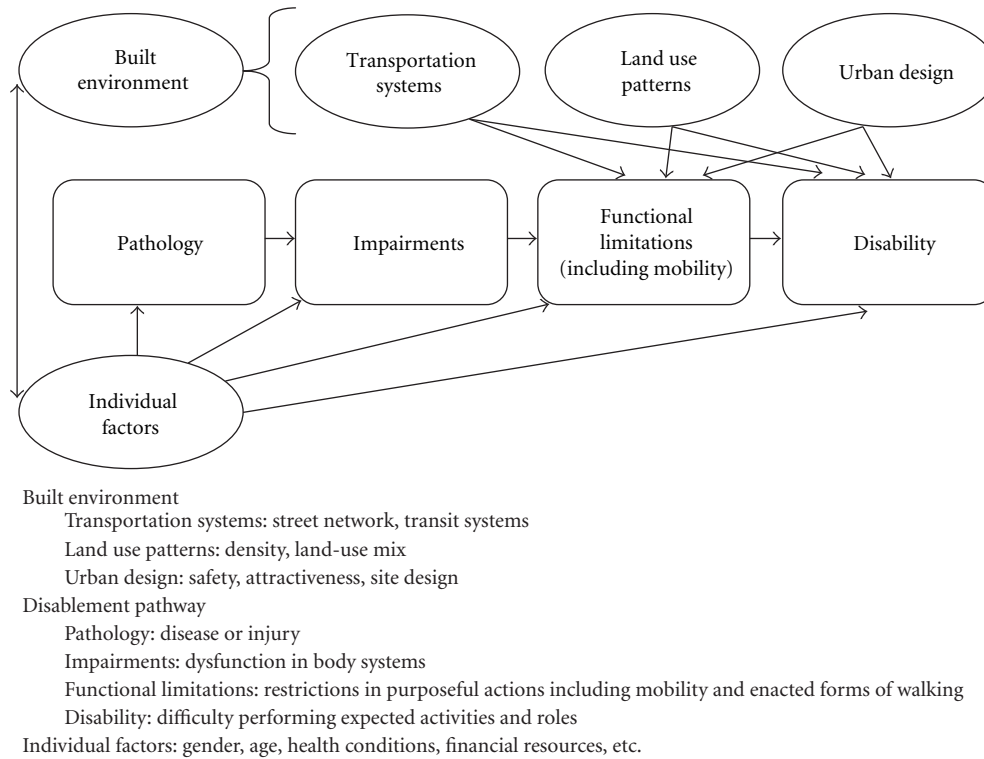 Built
environment
Transportation
systems
Land use
patterns
Urban design
Pathology
Impairments
Functional
limitations
(including mobility)
Disability
Individual
factors
Built environment
Transportation systems: street network, transit systems
Land use patterns: density, land-use mix
Urban design: safety, attractiveness, site design
Disablement pathway
Pathology: disease or injury
Impairments: dysfunction in body systems
Functional limitations: restrictions in purposeful actions including mobility and enacted forms of walking
Disability: difficulty performing expected activities and roles
Individual factors: gender, age, health conditions, financial resources, etc.